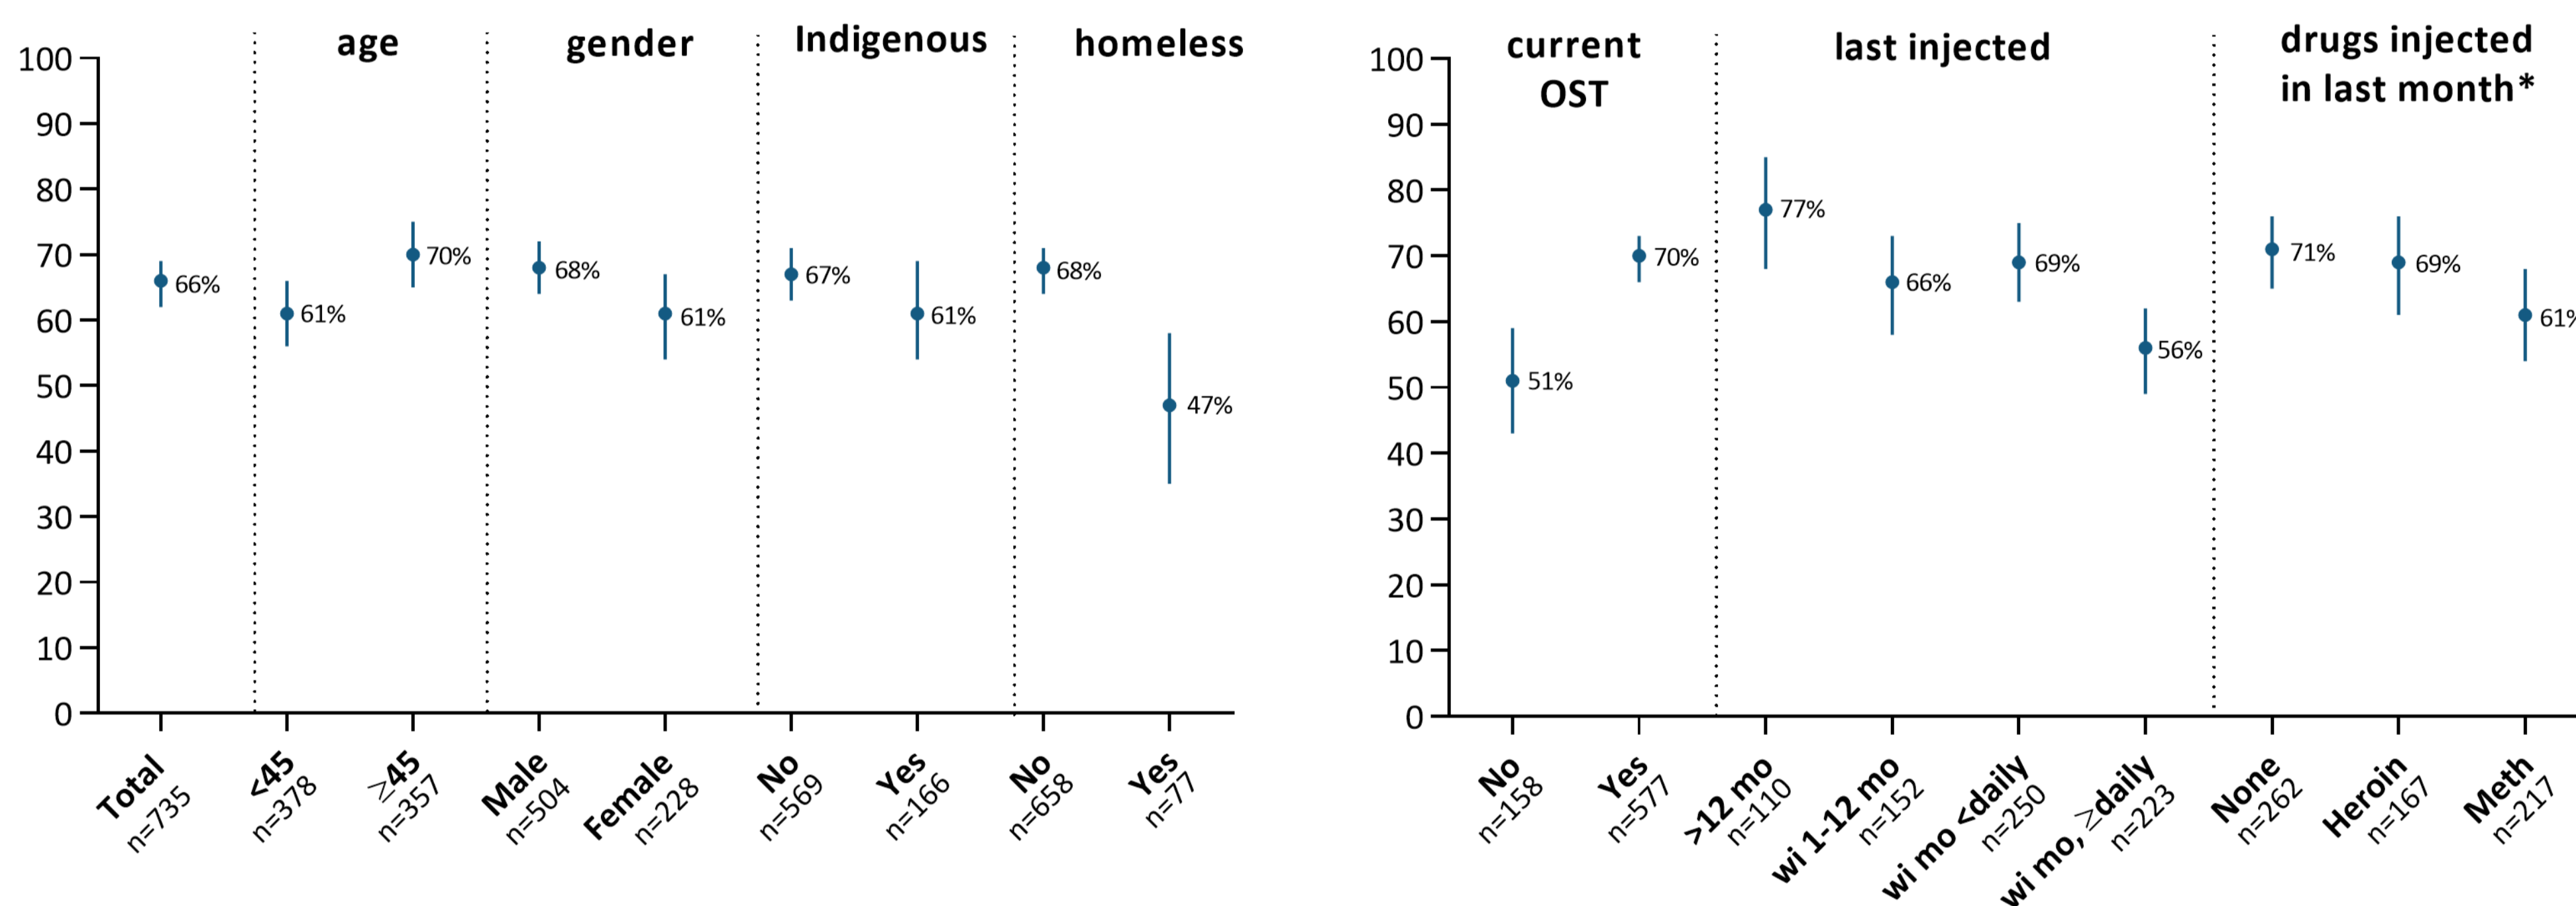 age
gender
Indigenous
homeless
100
90
80
70
60
50
40
30
20
10
0
66%
61%
70%
68%
61%
67%
61%
68%
47%
Total
n=735
<45
n=378
≥45
n=357
Male
n=504
Female
n=228
No
n=569
Yes
n=166
No
n=658
Yes
n=77
current
OST
last injected
drugs injected
in last month*
100
90
80
70
60
50
40
30
20
10
0
51%
70%
77%
66%
69%
56%
71%
69%
61%
No
n=158
Yes
n=577
>12 mo
n=110
wi 1-12 mo
n=152
wi mo <daily
n=250
wi mo, ≥daily
n=223
None
n=262
Heroin
n=167
Meth
n=217